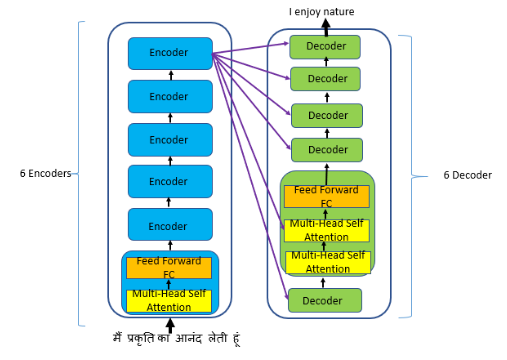 I enjoy nature
Encoder
Encoder
Encoder
Encoder
Encoder
Feed Forward
FC
Multi-Head Self
Attention
6 Encoders
Decoder
Decoder
Decoder
Decoder
Feed Forward
FC
Multi-Head Self
Attention
Multi-Head Self
Attention
Decoder
6 Decoder
मैं प्रकृति का आनंद लेती हूं